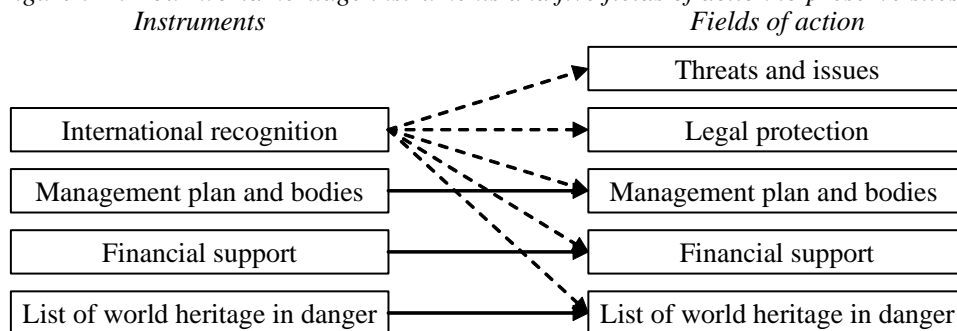 Instruments
Fields of action
Threats and issues
International recognition
Legal protection
Management plan and bodies
Management plan and bodies
Financial support
Financial support
List of world heritage in danger
List of world heritage in danger